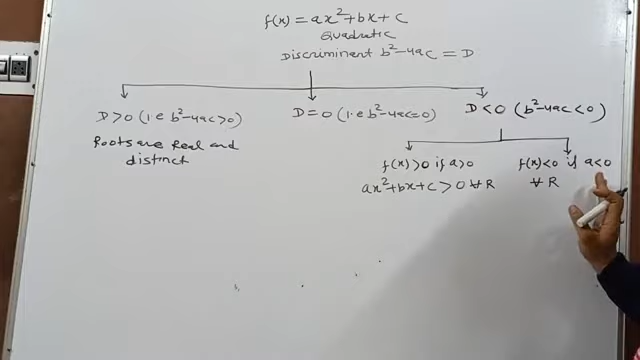 f(x) = ax²+bx+c
Quadratic
Discriminant b²-4ac = D
D>0 (i.e b²-4ac>0)
Roots are Real and
distinct
D=0 (i.e b²-4ac=0)
D<0 (b²-4ac<0)
f(x)>0 if a>0
ax²+bx+c>0 ∀ R
f(x)<0 if a<0
∀ R